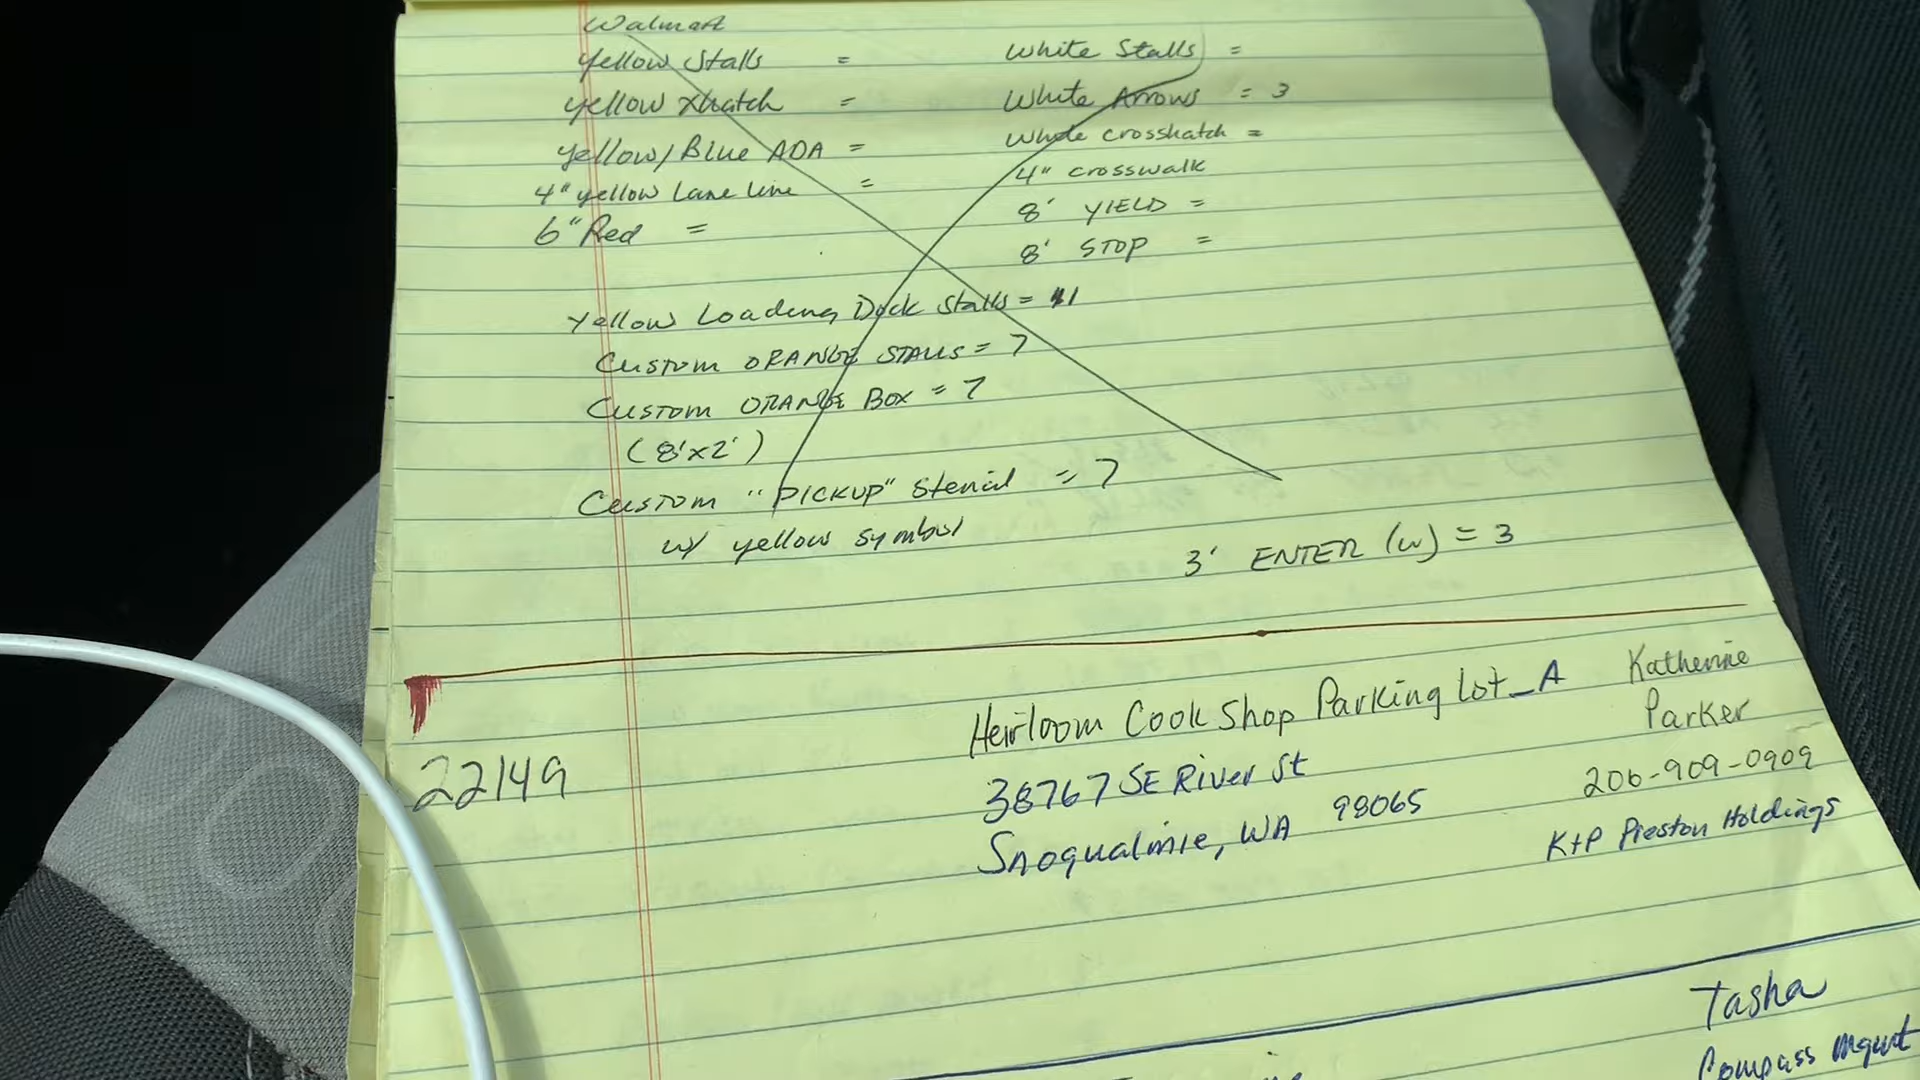 Walmart
yellow Stalls =
White Stalls =
yellow xhatch =
White Arrows = 3
yellow/Blue ADA =
White crosshatch =
4" yellow Lane line =
4" crosswalk
6" Red =
8' YIELD =
8' STOP =
Yellow Loading Dock Stalls = 1
Custom ORANGE STALLS = 7
Custom ORANGE BOX = 7
(8'x2')
Custom "PICKUP" Stencil = 7
w/ yellow symbol
3' ENTER (w) = 3
Heirloom Cook Shop Parking Lot_A
Katherine
Parker
22149
38767 SE River St
206-909-0909
Snoqualmie, WA 98065
K+P Preston Holdings
Tasha
Compass mgmt